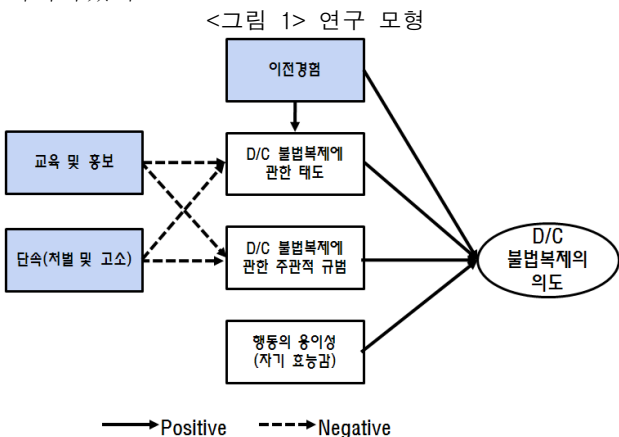 <그림 1> 연구 모형
이전경험
교육 및 홍보
D/C 불법복제에
관한 태도
단속(처벌 및 고소)
D/C 불법복제에
관한 주관적 규범
D/C
불법복제의
의도
행동의 용이성
(자기 효능감)
Positive
Negative